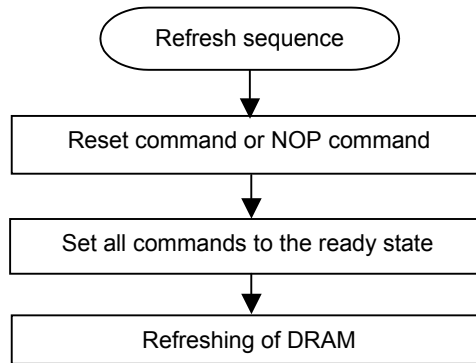 Refresh sequence
Reset command or NOP command
Set all commands to the ready state
Refreshing of DRAM